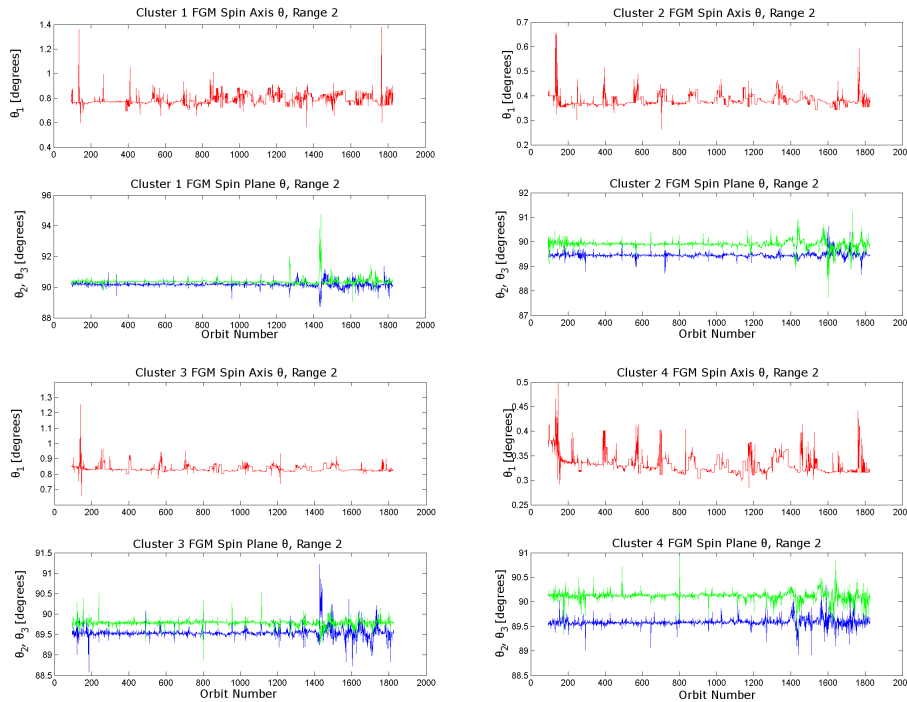 Cluster 1 FGM Spin Axis θ, Range 2
θ1 [degrees]
1.4
1.2
1
0.8
0.6
0.4
0 200 400 600 800 1000 1200 1400 1600 1800 2000
Cluster 2 FGM Spin Axis θ, Range 2
θ1 [degrees]
0.7
0.6
0.5
0.4
0.3
0.2
0 200 400 600 800 1000 1200 1400 1600 1800 2000
Cluster 1 FGM Spin Plane θ, Range 2
θ2, θ3 [degrees]
96
94
92
90
88
0 200 400 600 800 1000 1200 1400 1600 1800 2000
Orbit Number
Cluster 2 FGM Spin Plane θ, Range 2
θ2, θ3 [degrees]
92
91
90
89
88
87
0 200 400 600 800 1000 1200 1400 1600 1800 2000
Orbit Number
Cluster 3 FGM Spin Axis θ, Range 2
θ1 [degrees]
1.3
1.2
1.1
1
0.9
0.8
0.7
0 200 400 600 800 1000 1200 1400 1600 1800 2000
Cluster 4 FGM Spin Axis θ, Range 2
θ1 [degrees]
0.5
0.45
0.4
0.35
0.3
0.25
0 200 400 600 800 1000 1200 1400 1600 1800 2000
Cluster 3 FGM Spin Plane θ, Range 2
θ2, θ3 [degrees]
91.5
91
90.5
90
89.5
89
88.5
0 200 400 600 800 1000 1200 1400 1600 1800 2000
Orbit Number
Cluster 4 FGM Spin Plane θ, Range 2
θ2, θ3 [degrees]
91
90.5
90
89.5
89
88.5
0 200 400 600 800 1000 1200 1400 1600 1800 2000
Orbit Number